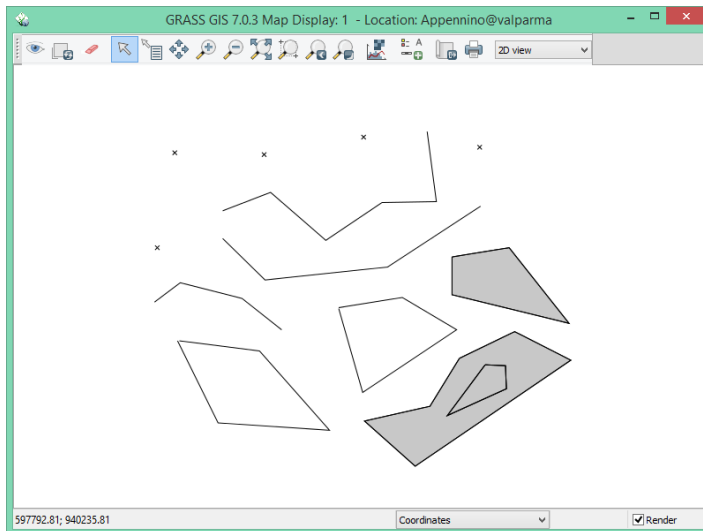 GRASS GIS 7.0.3 Map Display: 1 - Location: Appennino@valparma
A
2D view
597792.81; 940235.81
Coordinates
Render